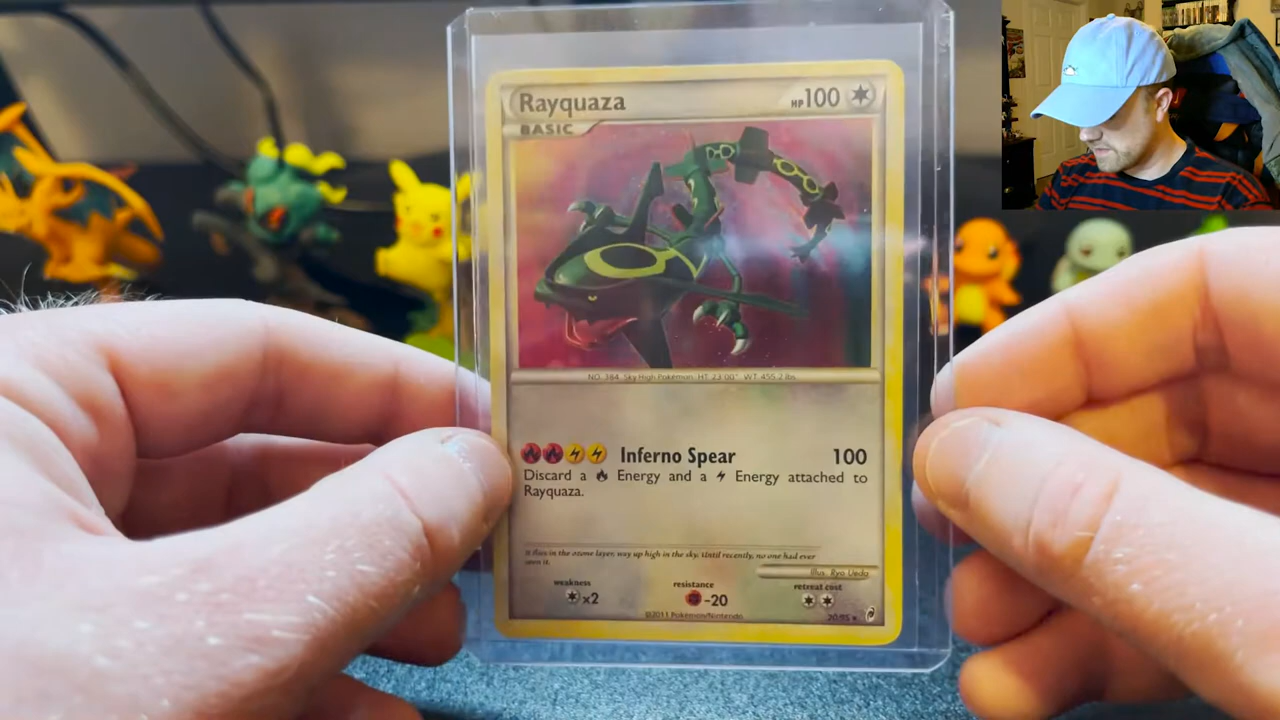 Rayquaza HP 100
BASIC
NO. 384 Sky High Pokémon HT: 23'00" WT: 455.2 lbs.
Inferno Spear 100
Discard a Energy and a Energy attached to
Rayquaza.
It flies in the ozone layer, way up high in the sky. Until recently, no one had ever
seen it.
Illus. Ryo Ueda
weakness resistance retreat cost
x2 -20
©2011 Pokémon/Nintendo 20/95